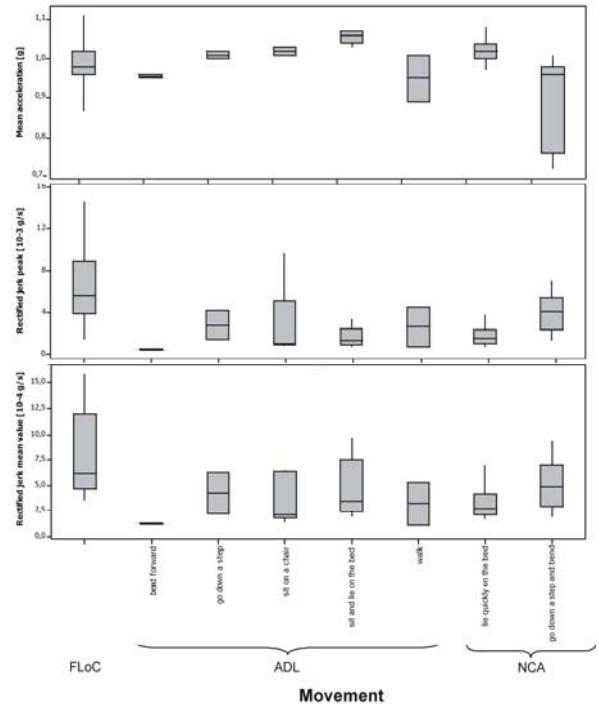 Mean acceleration [g]
1,1
1,0
0,9
0,8
0,7
Rectified jerk peak [10-3 g/s]
16
12
8
4
0
Rectified jerk mean value [10-4 g/s]
15,0
12,5
10,0
7,5
5,0
2,5
0,0
bend forward
go down a step
sit on a chair
sit and lie on the bed
walk
lie quickly on the bed
go down a step and bend
FLoC
ADL
NCA
Movement